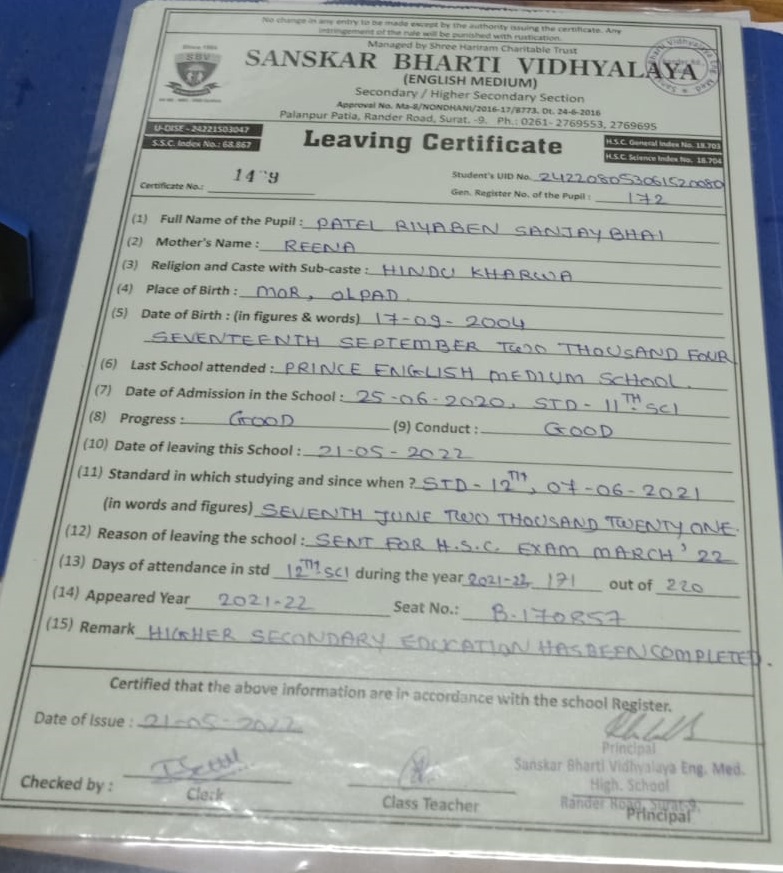 No change in any entry to be made except by the authority issuing the certificate. Any
infringement of the rule will be punished with rustication.
Managed by Shree Hariram Charitable Trust
Since 1992
SBV
SANSKAR BHARTI VIDHYALAYA
(ENGLISH MEDIUM)
Secondary / Higher Secondary Section
Approval No. Ma-8/NONDHANI/2016-17/8773, Dt. 24-6-2016
Palanpur Patia, Rander Road, Surat. -9. Ph.: 0261- 2769553, 2769695
U-DISE - 24221503047
S.S.C. Index No.: 68.867
Leaving Certificate
H.S.C. General Index No. 18.703
H.S.C. Science Index No. 18.704
Certificate No.:
Student's UID No. 242208053061520080
Gen. Register No. of the Pupil : 172
(1) Full Name of the Pupil : PATEL RIYABEN SANJAYBHAI
(2) Mother's Name : REENA
(3) Religion and Caste with Sub-caste : HINDU KHARWA
(4) Place of Birth : MOR, OLPAD.
(5) Date of Birth : (in figures & words) 17-09-2004
SEVENTEENTH SEPTEMBER TWO THOUSAND FOUR
(6) Last School attended : PRINCE ENGLISH MEDIUM SCHOOL.
(7) Date of Admission in the School : 25-06-2020, STD-11TH SCI
(8) Progress : GOOD (9) Conduct : GOOD
(10) Date of leaving this School : 21-05-2022
(11) Standard in which studying and since when ? STD-12TH, 07-06-2021
(in words and figures) SEVENTH JUNE TWO THOUSAND TWENTY ONE.
(12) Reason of leaving the school : SENT FOR H.S.C. EXAM MARCH'22
(13) Days of attendance in std 12TH SCI during the year 2021-22 171 out of 220
(14) Appeared Year 2021-22 Seat No.: B-170857
(15) Remark HIGHER SECONDARY EDUCATION HAS BEEN COMPLETED.
Certified that the above information are in accordance with the school Register.
Date of Issue : 21-05-2022
Principal
Sanskar Bharti Vidhyalaya Eng. Med.
High. School
Rander Road, Surat-9.
Checked by :
Clerk
Class Teacher
Principal